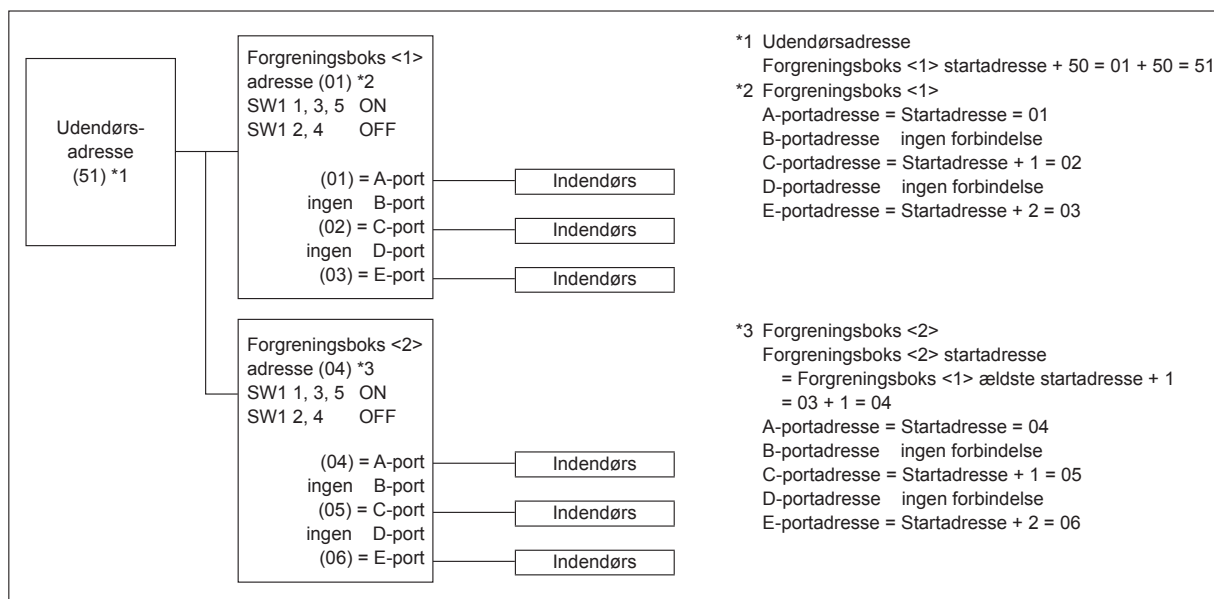 Udendørs-
adresse
(51) *1
Forgreningsboks <1>
adresse (01) *2
SW1 1, 3, 5 ON
SW1 2, 4 OFF
(01) = A-port
ingen B-port
(02) = C-port
ingen D-port
(03) = E-port
Indendørs
Indendørs
Indendørs
Forgreningsboks <2>
adresse (04) *3
SW1 1, 3, 5 ON
SW1 2, 4 OFF
(04) = A-port
ingen B-port
(05) = C-port
ingen D-port
(06) = E-port
Indendørs
Indendørs
Indendørs
*1 Udendørsadresse
Forgreningsboks <1> startadresse + 50 = 01 + 50 = 51
*2 Forgreningsboks <1>
A-portadresse = Startadresse = 01
B-portadresse ingen forbindelse
C-portadresse = Startadresse + 1 = 02
D-portadresse ingen forbindelse
E-portadresse = Startadresse + 2 = 03
*3 Forgreningsboks <2>
Forgreningsboks <2> startadresse
= Forgreningsboks <1> ældste startadresse + 1
= 03 + 1 = 04
A-portadresse = Startadresse = 04
B-portadresse ingen forbindelse
C-portadresse = Startadresse + 1 = 05
D-portadresse ingen forbindelse
E-portadresse = Startadresse + 2 = 06